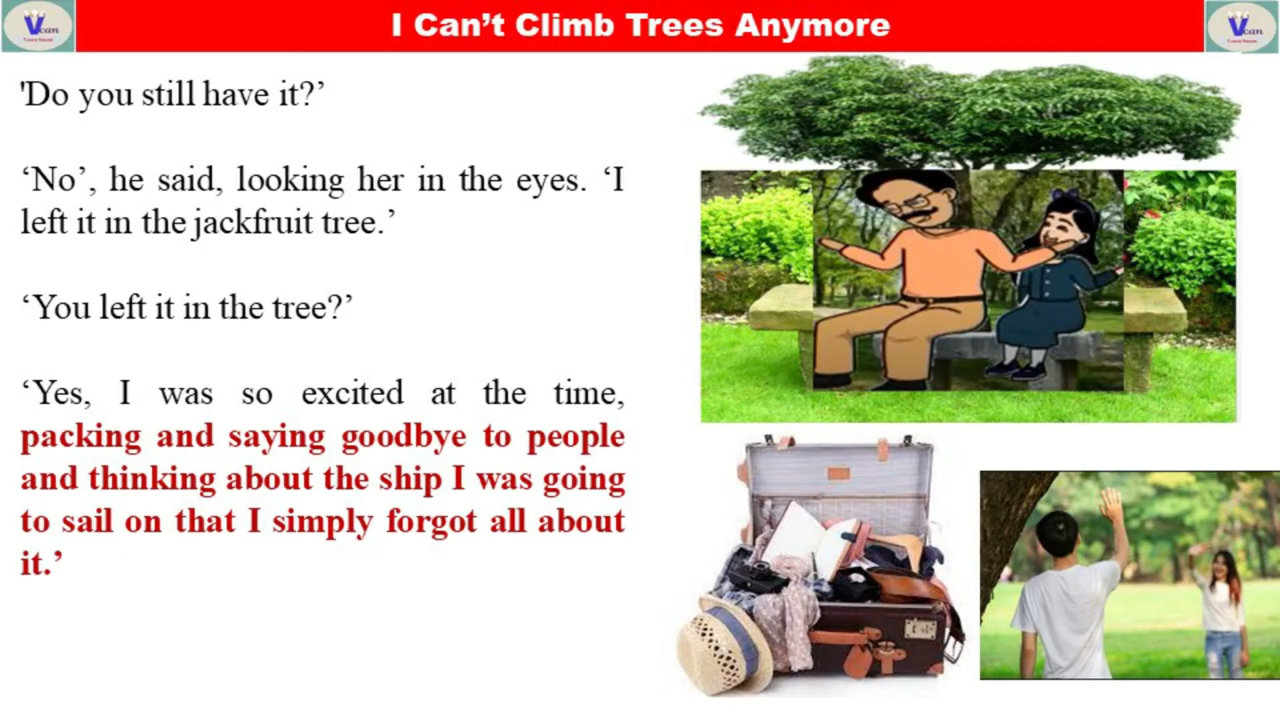 I Can’t Climb Trees Anymore
Vcan
Vcan
'Do you still have it?’
‘No’, he said, looking her in the eyes. ‘I
left it in the jackfruit tree.’
‘You left it in the tree?’
‘Yes, I was so excited at the time,
packing and saying goodbye to people
and thinking about the ship I was going
to sail on that I simply forgot all about
it.’